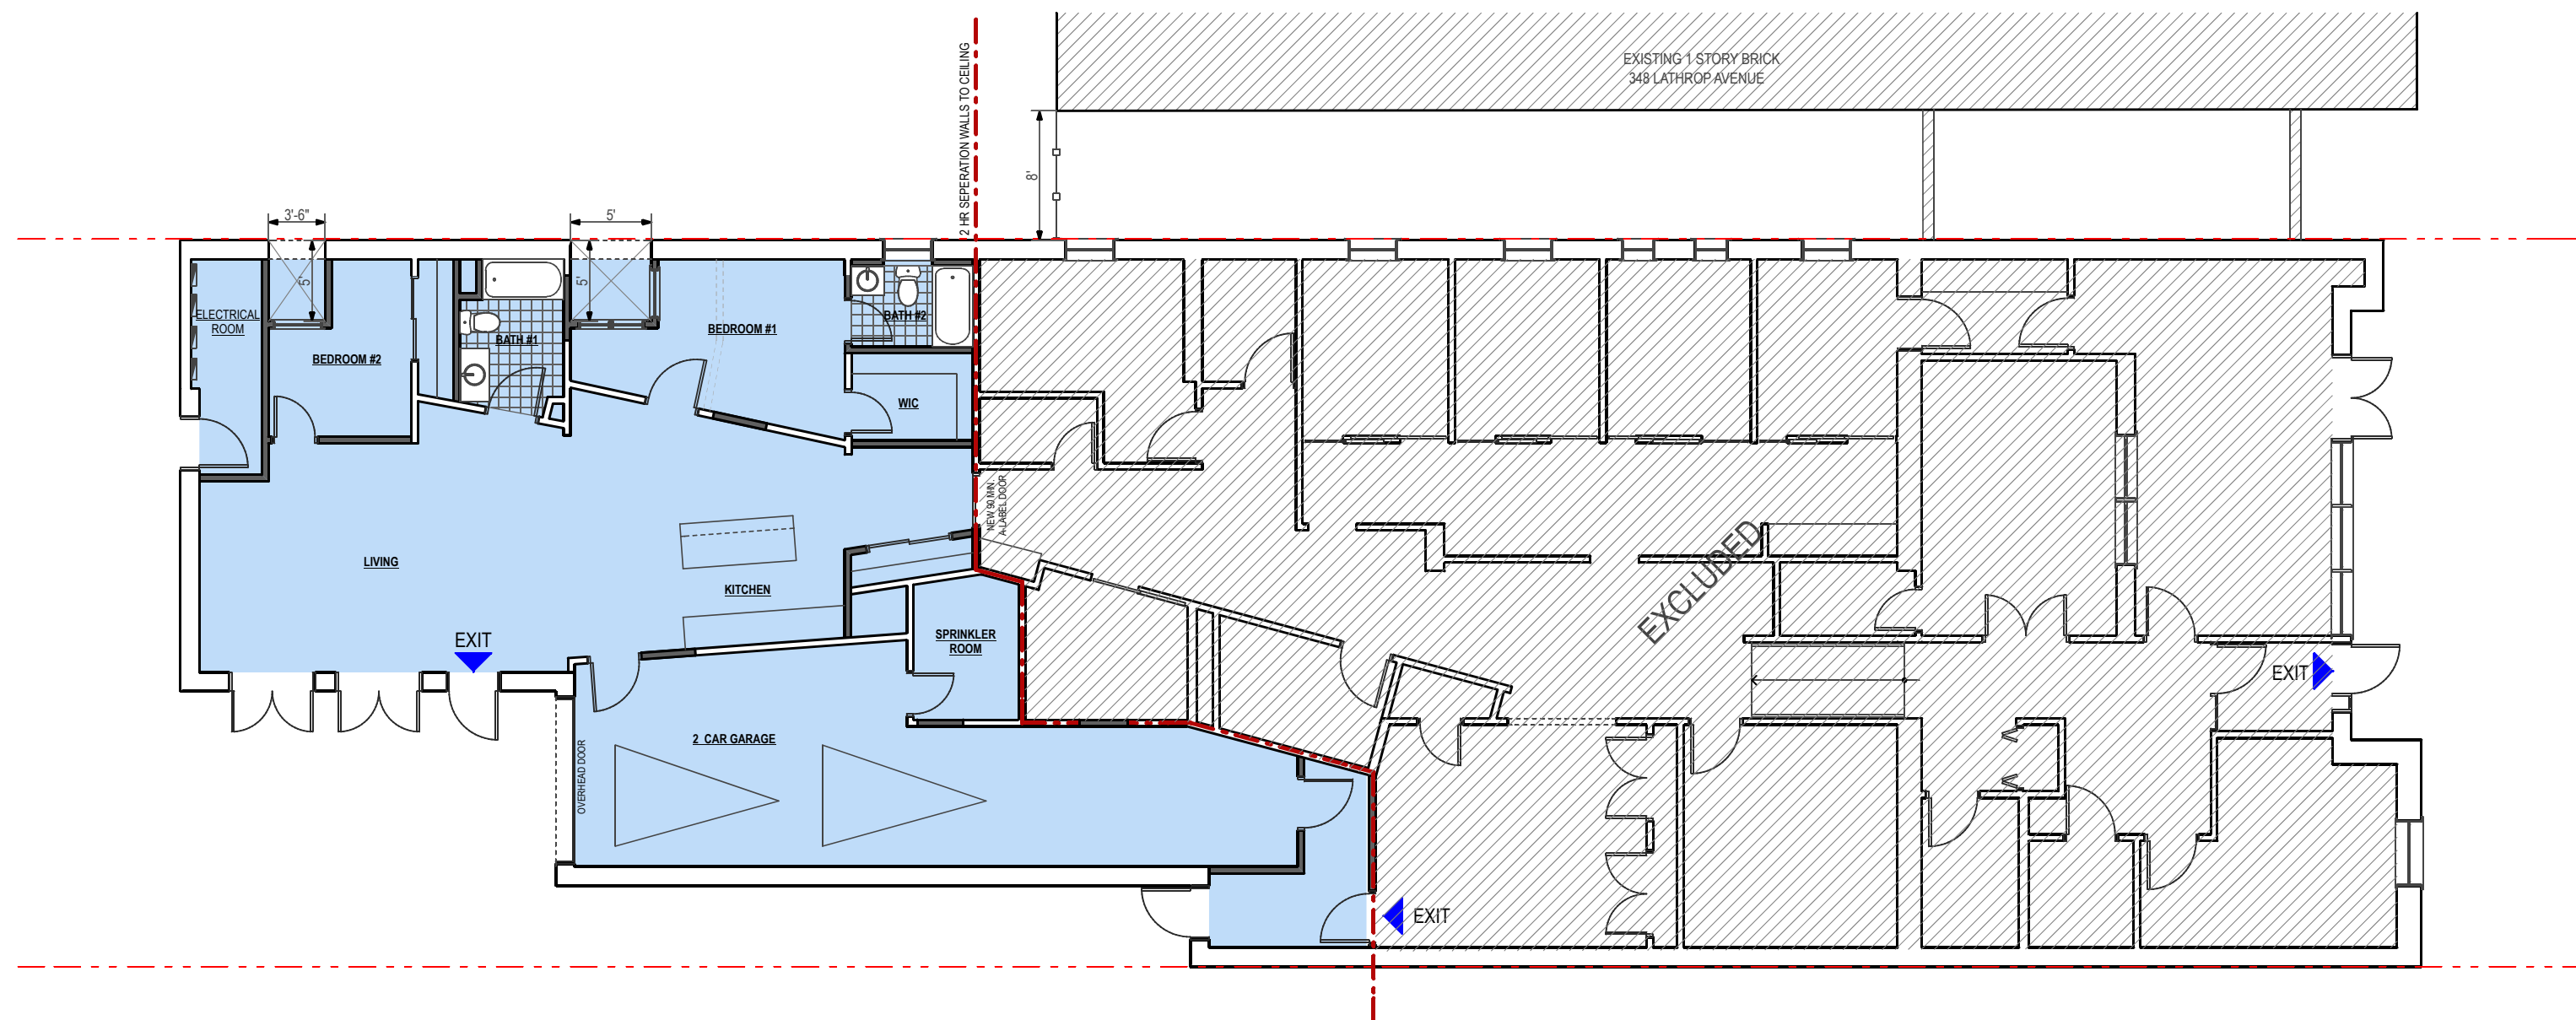 EXISTING 1 STORY BRICK
348 LATHROP AVENUE
2 HR SEPERATION WALLS TO CEILING
8'
3'-6"
5'
5'
5'
ELECTRICAL
ROOM
BEDROOM #2
BATH #1
BEDROOM #1
BATH #2
WIC
NEW 90 MIN.
A-LABEL DOOR
LIVING
KITCHEN
EXCLUDED
EXIT
SPRINKLER
ROOM
EXIT
2 CAR GARAGE
OVERHEAD DOOR
EXIT